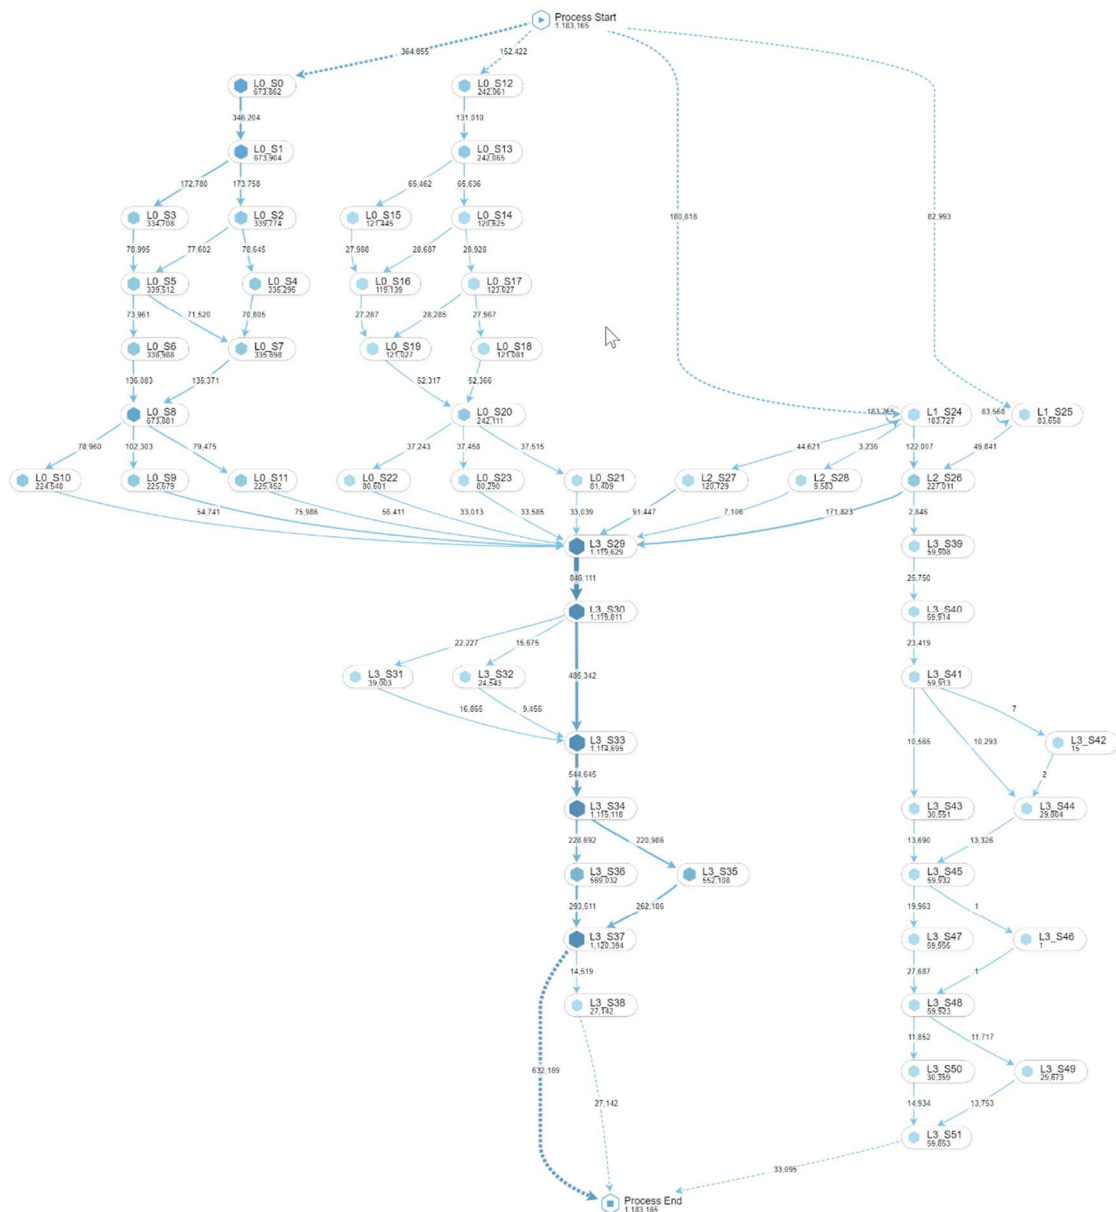 Process Start
1,183,165
364,855
162,422
L0_S0
673,862
L0_S12
242,061
346,204
131,010
L0_S1
673,904
L0_S13
242,065
172,780
173,758
65,462
65,636
L0_S3
334,708
L0_S2
339,774
L0_S15
121,445
L0_S14
120,625
180,818
82,993
78,995
77,602
78,645
27,988
28,687
28,928
L0_S5
339,512
L0_S4
335,295
L0_S16
119,139
L0_S17
123,027
73,961
71,520
70,805
27,287
28,285
27,967
L0_S6
338,988
L0_S7
335,698
L0_S19
121,027
L0_S18
121,081
136,083
135,371
52,317
52,366
L0_S8
673,881
L0_S20
242,111
183,265
L1_S24
183,727
83,568
L1_S25
83,658
78,960
102,303
79,475
37,243
37,458
37,515
44,621
3,236
122,007
49,841
L0_S10
224,540
L0_S9
225,679
L0_S11
225,462
L0_S22
80,601
L0_S23
80,290
L0_S21
81,409
L2_S27
120,729
L2_S28
9,583
L2_S26
227,011
54,741
75,986
56,411
33,013
33,585
33,039
91,447
7,106
171,823
2,846
L3_S29
1,119,629
L3_S39
59,908
846,111
25,750
L3_S30
1,119,811
L3_S40
59,914
22,227
15,675
23,419
L3_S31
39,003
L3_S32
24,543
L3_S41
59,913
16,865
9,456
7
10,565
10,293
L3_S33
1,114,695
L3_S42
15
544,645
2
L3_S34
1,115,118
L3_S43
30,551
L3_S44
29,804
228,692
220,986
13,690
13,326
L3_S36
569,032
L3_S35
552,108
L3_S45
59,932
293,511
262,106
19,963
1
L3_S37
1,120,394
L3_S47
59,955
L3_S46
1
14,519
27,687
1
L3_S38
27,142
L3_S48
59,923
11,852
11,717
632,169
L3_S50
30,359
L3_S49
29,673
27,142
14,934
13,753
L3_S51
59,853
33,095
Process End
1,183,165